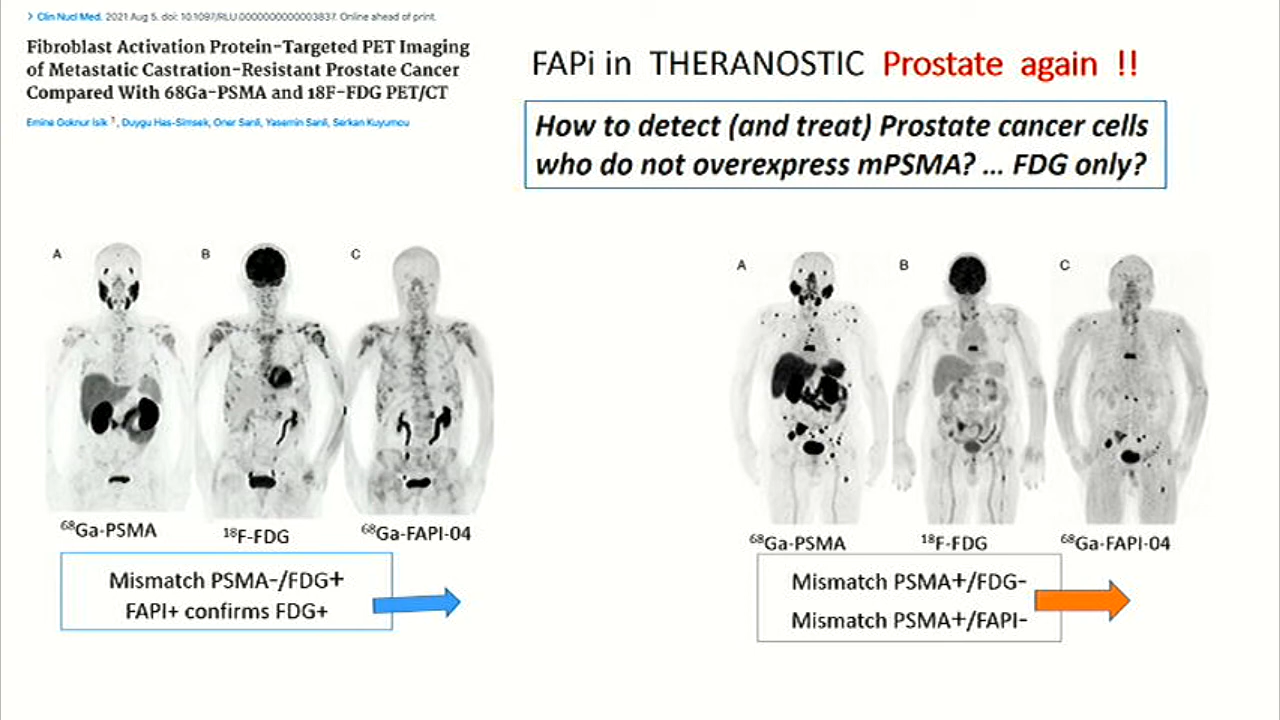 > Clin Nucl Med. 2021 Aug 5. doi: 10.1097/RLU.0000000000003837. Online ahead of print.
Fibroblast Activation Protein-Targeted PET Imaging
of Metastatic Castration-Resistant Prostate Cancer
Compared With 68Ga-PSMA and 18F-FDG PET/CT
Emine Goknur Isik 1, Duygu Has-Simsek, Oner Sanli, Yasemin Sanli, Serkan Kuyumcu
FAPi in THERANOSTIC Prostate again !!
How to detect (and treat) Prostate cancer cells
who do not overexpress mPSMA? ... FDG only?
A B C
68Ga-PSMA 18F-FDG 68Ga-FAPI-04
Mismatch PSMA-/FDG+
FAPI+ confirms FDG+
A B C
68Ga-PSMA 18F-FDG 68Ga-FAPI-04
Mismatch PSMA+/FDG-
Mismatch PSMA+/FAPI-